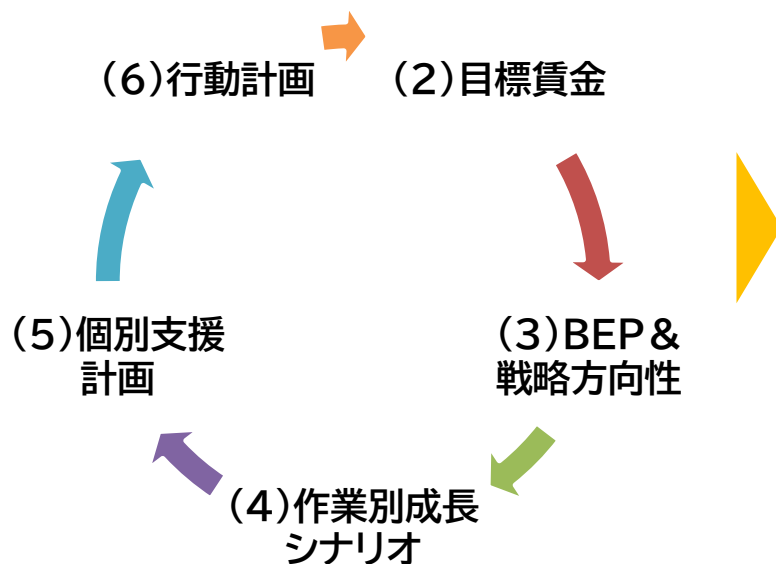 (6)行動計画
(2)目標賃金
(3)BEP＆
戦略方向性
(4)作業別成長
シナリオ
(5)個別支援
計画